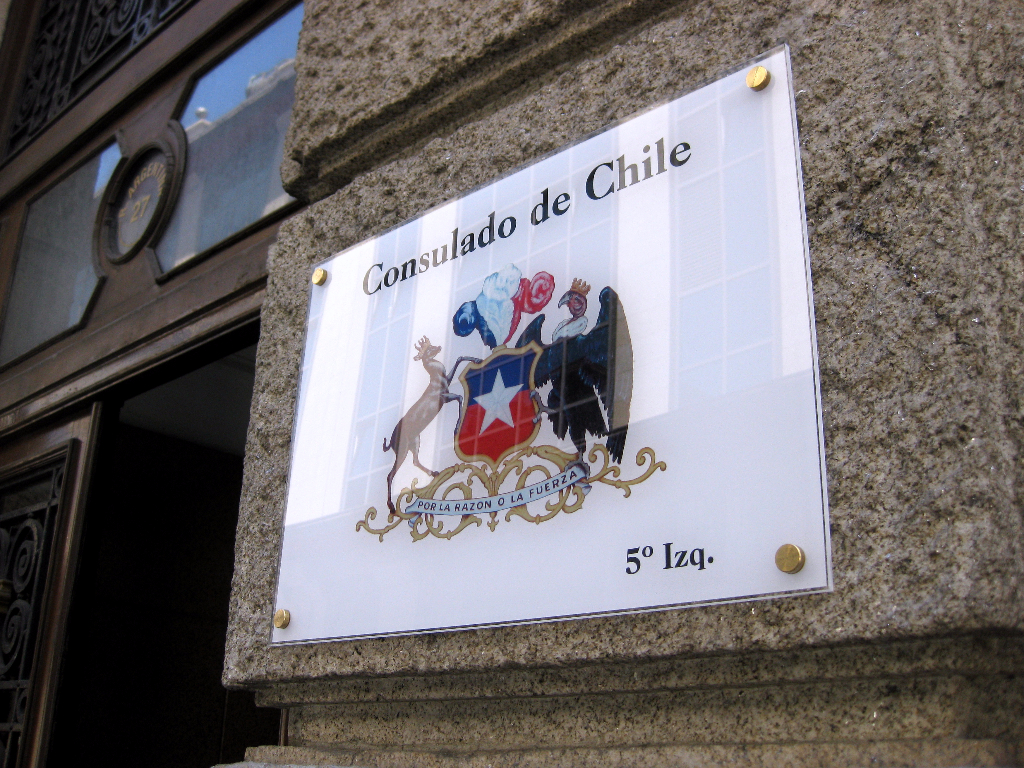 Consulado de Chile
POR LA RAZON O LA FUERZA
5º Izq.
27